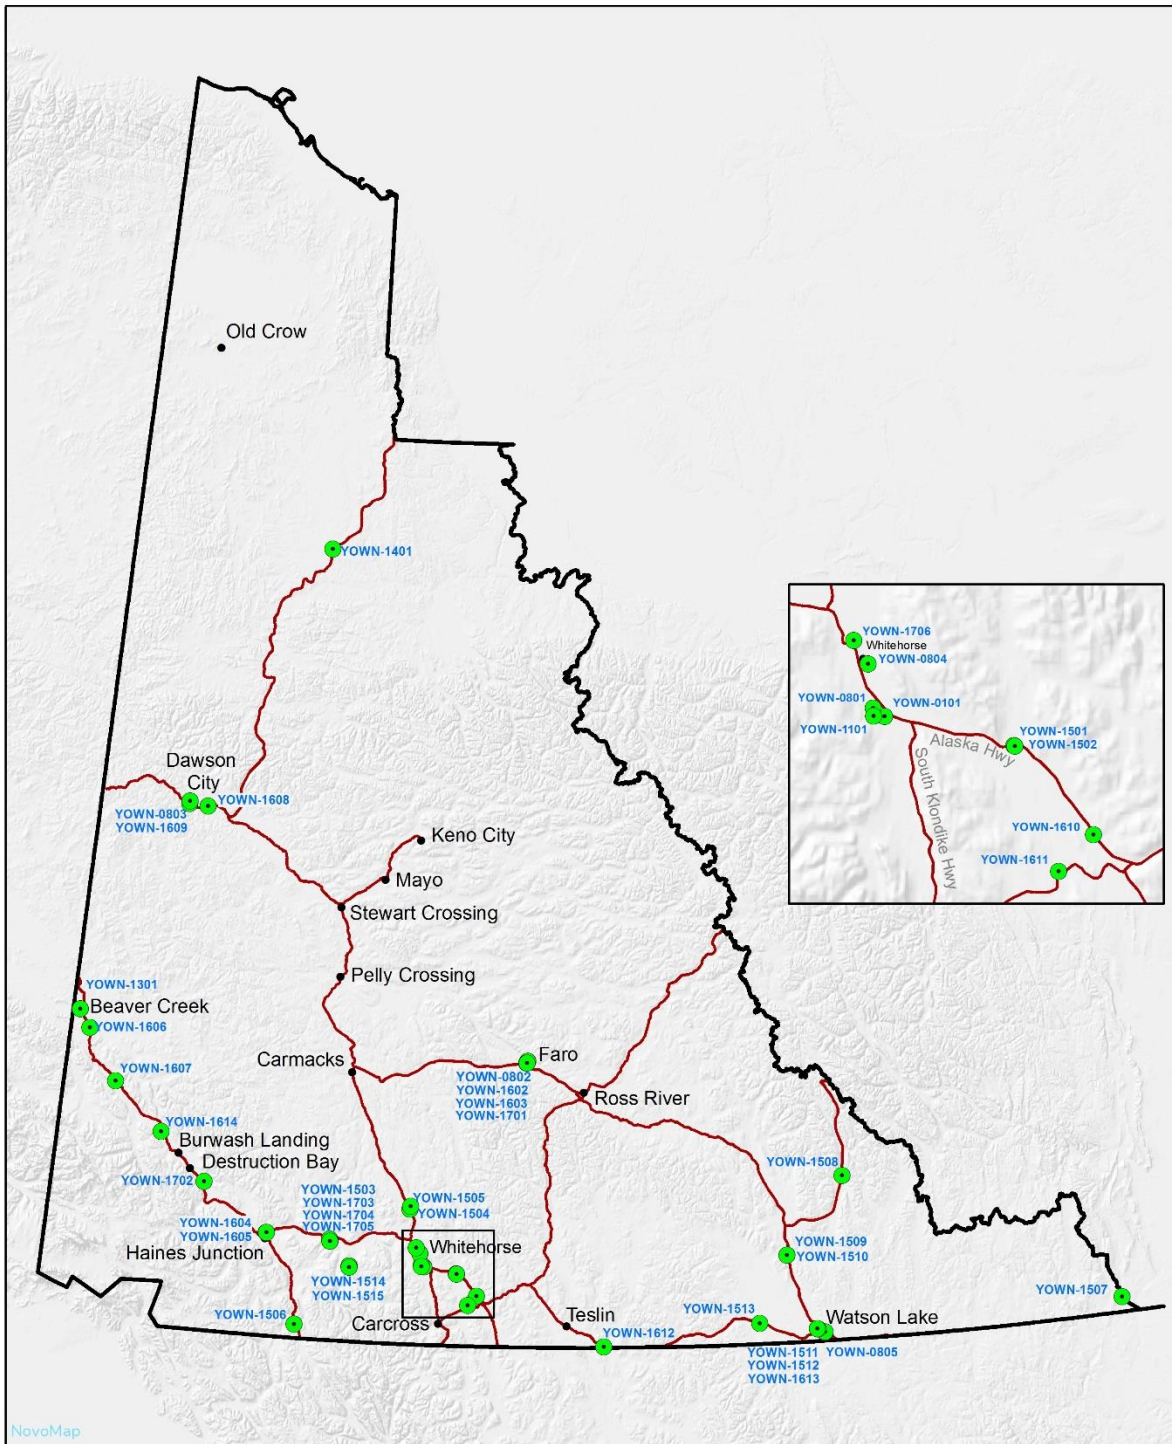 Old Crow
YOWN-1401
YOWN-1706
Whitehorse
YOWN-0804
YOWN-0801
YOWN-0101
YOWN-1101
YOWN-1501
YOWN-1502
Alaska Hwy
South Klondike Hwy
YOWN-1610
YOWN-1611
Dawson
City
YOWN-1608
YOWN-0803
YOWN-1609
Keno City
Mayo
Stewart Crossing
Pelly Crossing
YOWN-1301
Beaver Creek
YOWN-1606
YOWN-1607
Carmacks
Faro
YOWN-0802
YOWN-1602
YOWN-1603
YOWN-1701
Ross River
YOWN-1614
Burwash Landing
Destruction Bay
YOWN-1702
YOWN-1508
YOWN-1503
YOWN-1703
YOWN-1704
YOWN-1705
YOWN-1505
YOWN-1504
YOWN-1604
YOWN-1605
Haines Junction
Whitehorse
YOWN-1509
YOWN-1510
YOWN-1514
YOWN-1515
YOWN-1507
YOWN-1506
Carcross
Teslin
YOWN-1513
Watson Lake
YOWN-1612
YOWN-1511
YOWN-0805
YOWN-1512
YOWN-1613
NovoMap